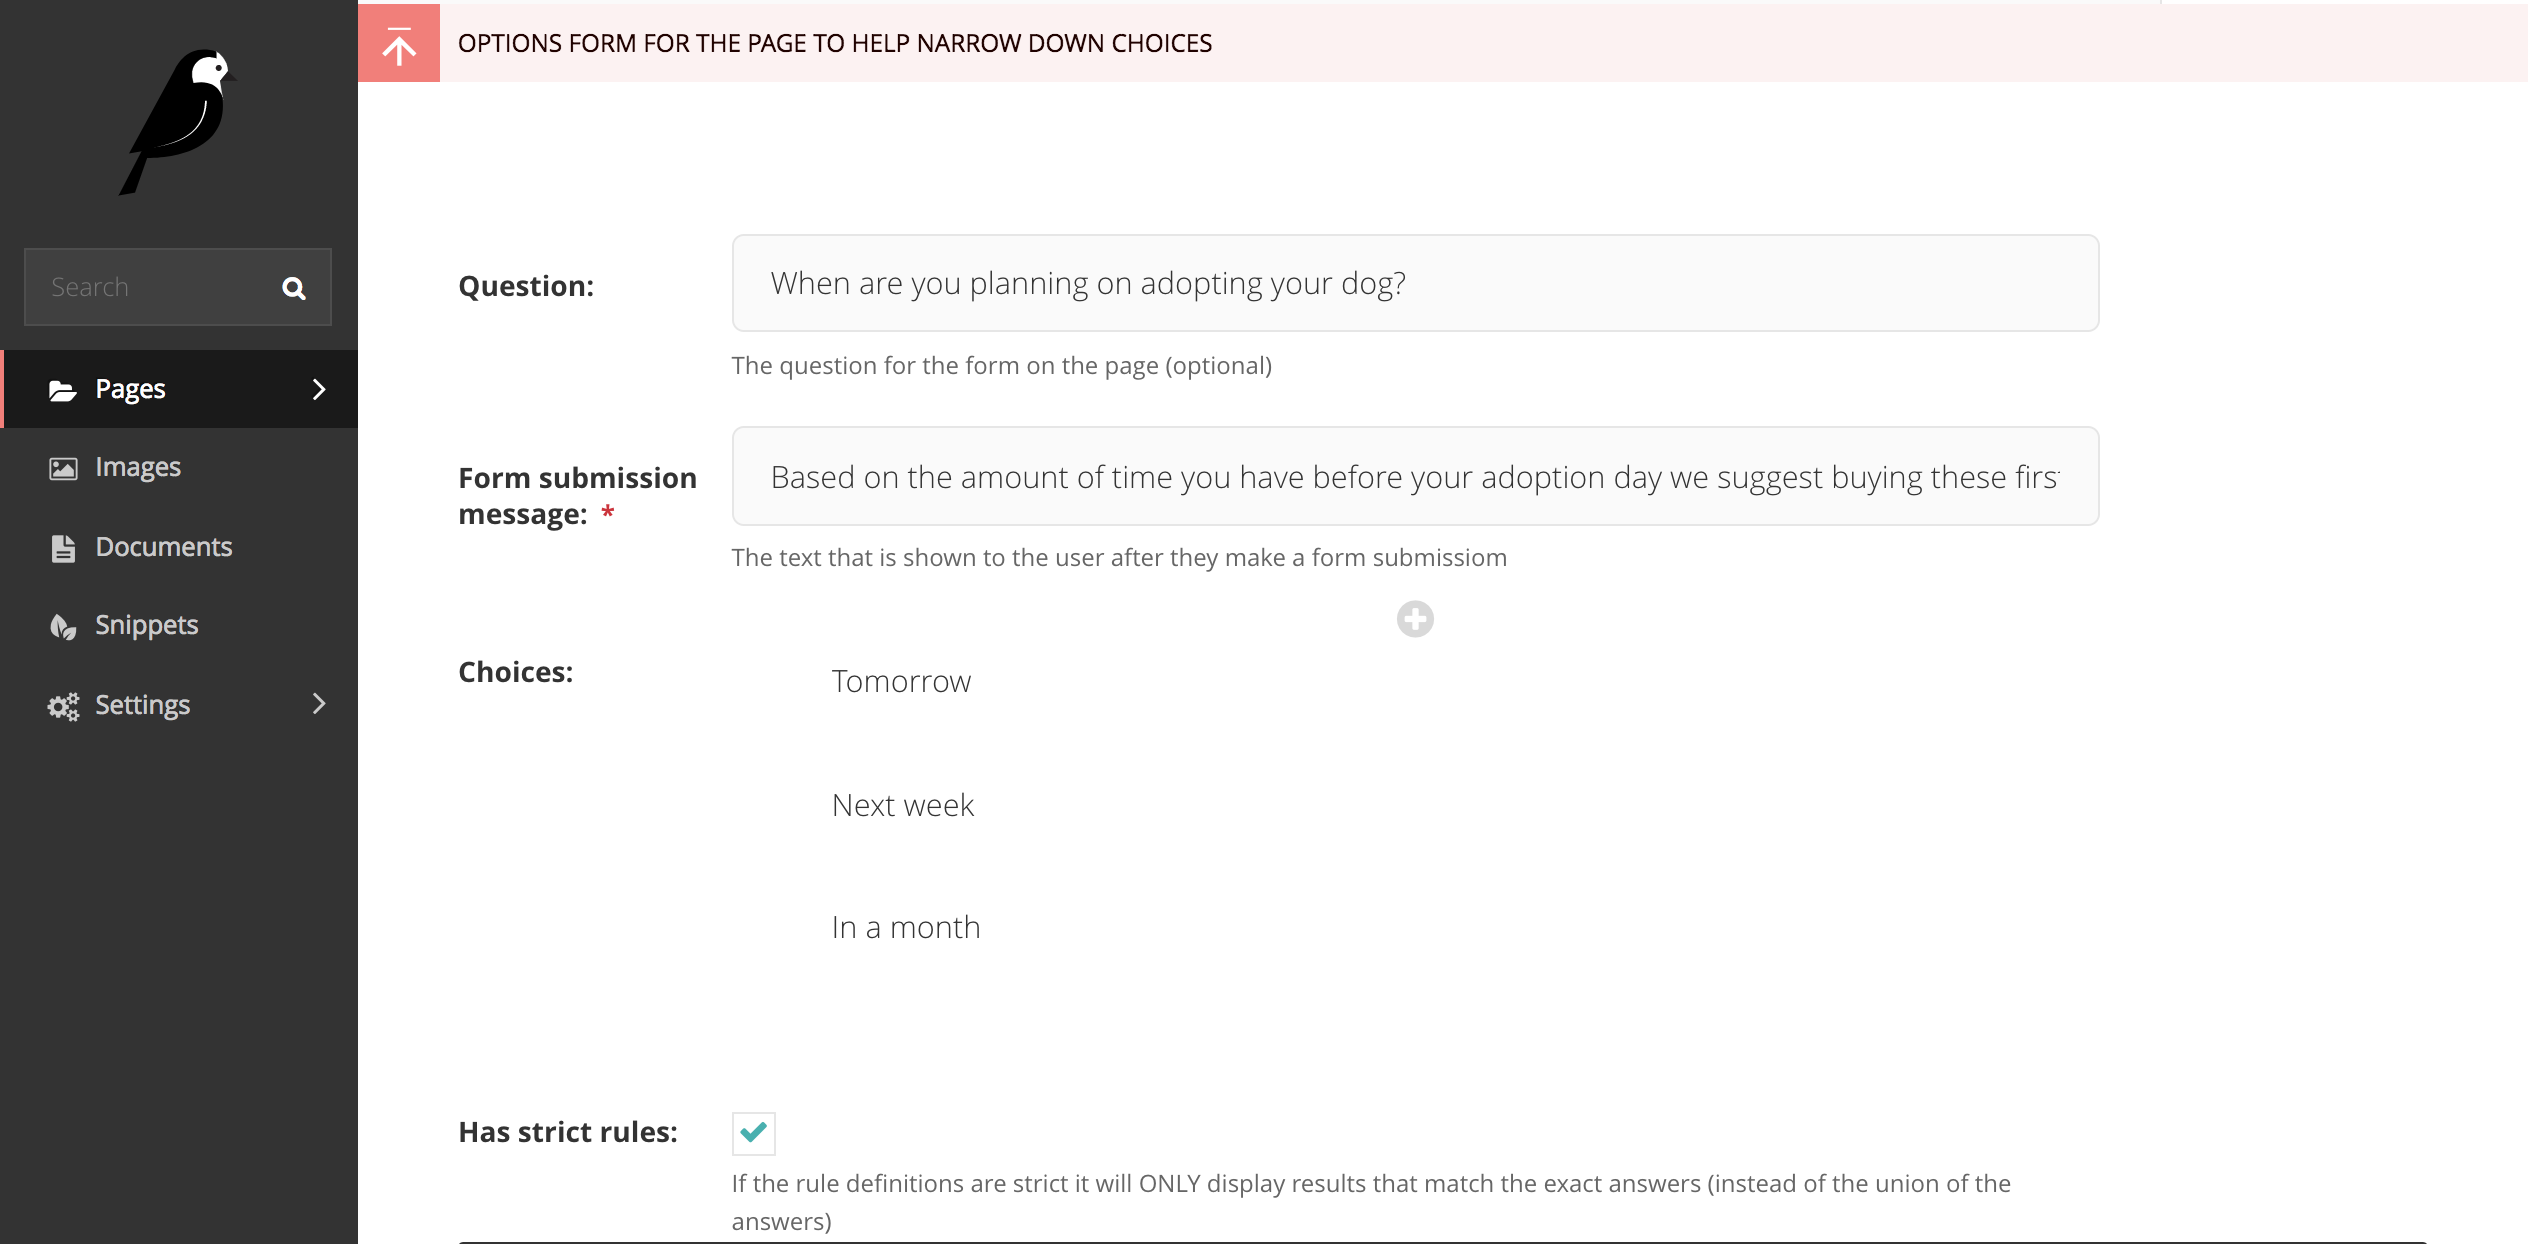 OPTIONS FORM FOR THE PAGE TO HELP NARROW DOWN CHOICES
Search
Pages
Images
Documents
Snippets
Settings
Question:
When are you planning on adopting your dog?
The question for the form on the page (optional)
Form submission
message: *
Based on the amount of time you have before your adoption day we suggest buying these firs
The text that is shown to the user after they make a form submissiom
Choices:
Tomorrow
Next week
In a month
Has strict rules:
If the rule definitions are strict it will ONLY display results that match the exact answers (instead of the union of the
answers)